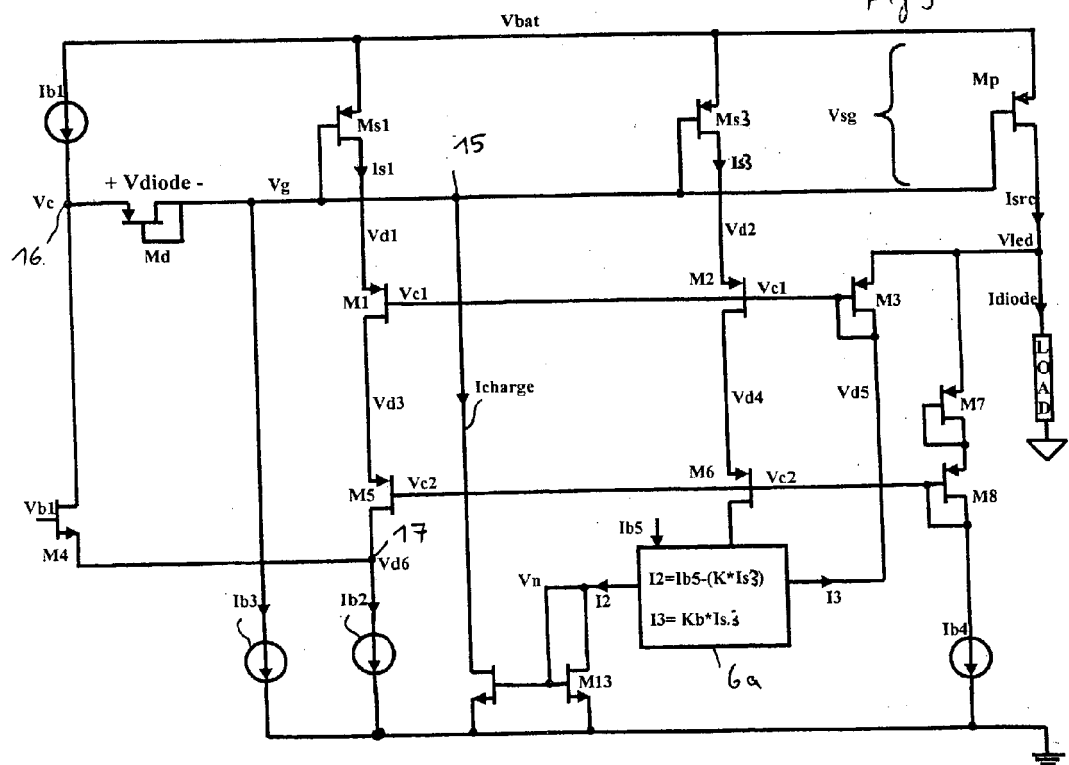 Fig 5
Vbat
Ib1
Mp
Vsg
Ms1
Ms3
15
Is1
Is3
+ Vdiode -
Vg
Vc
Isrc
Md
16
Vd1
Vd2
Vled
M1
Vc1
M2
Vc1
M3
Idiode
LOAD
Icharge
Vd3
Vd4
Vd5
M7
M6
M5
Vc2
Vc2
M8
Vb1
17
M4
Vd6
Ib5
Vn
I2=Ib5-(K*Is3)
I2
I3
Ib3
Ib2
I3= Kb*Is3
Ib4
M13
6a